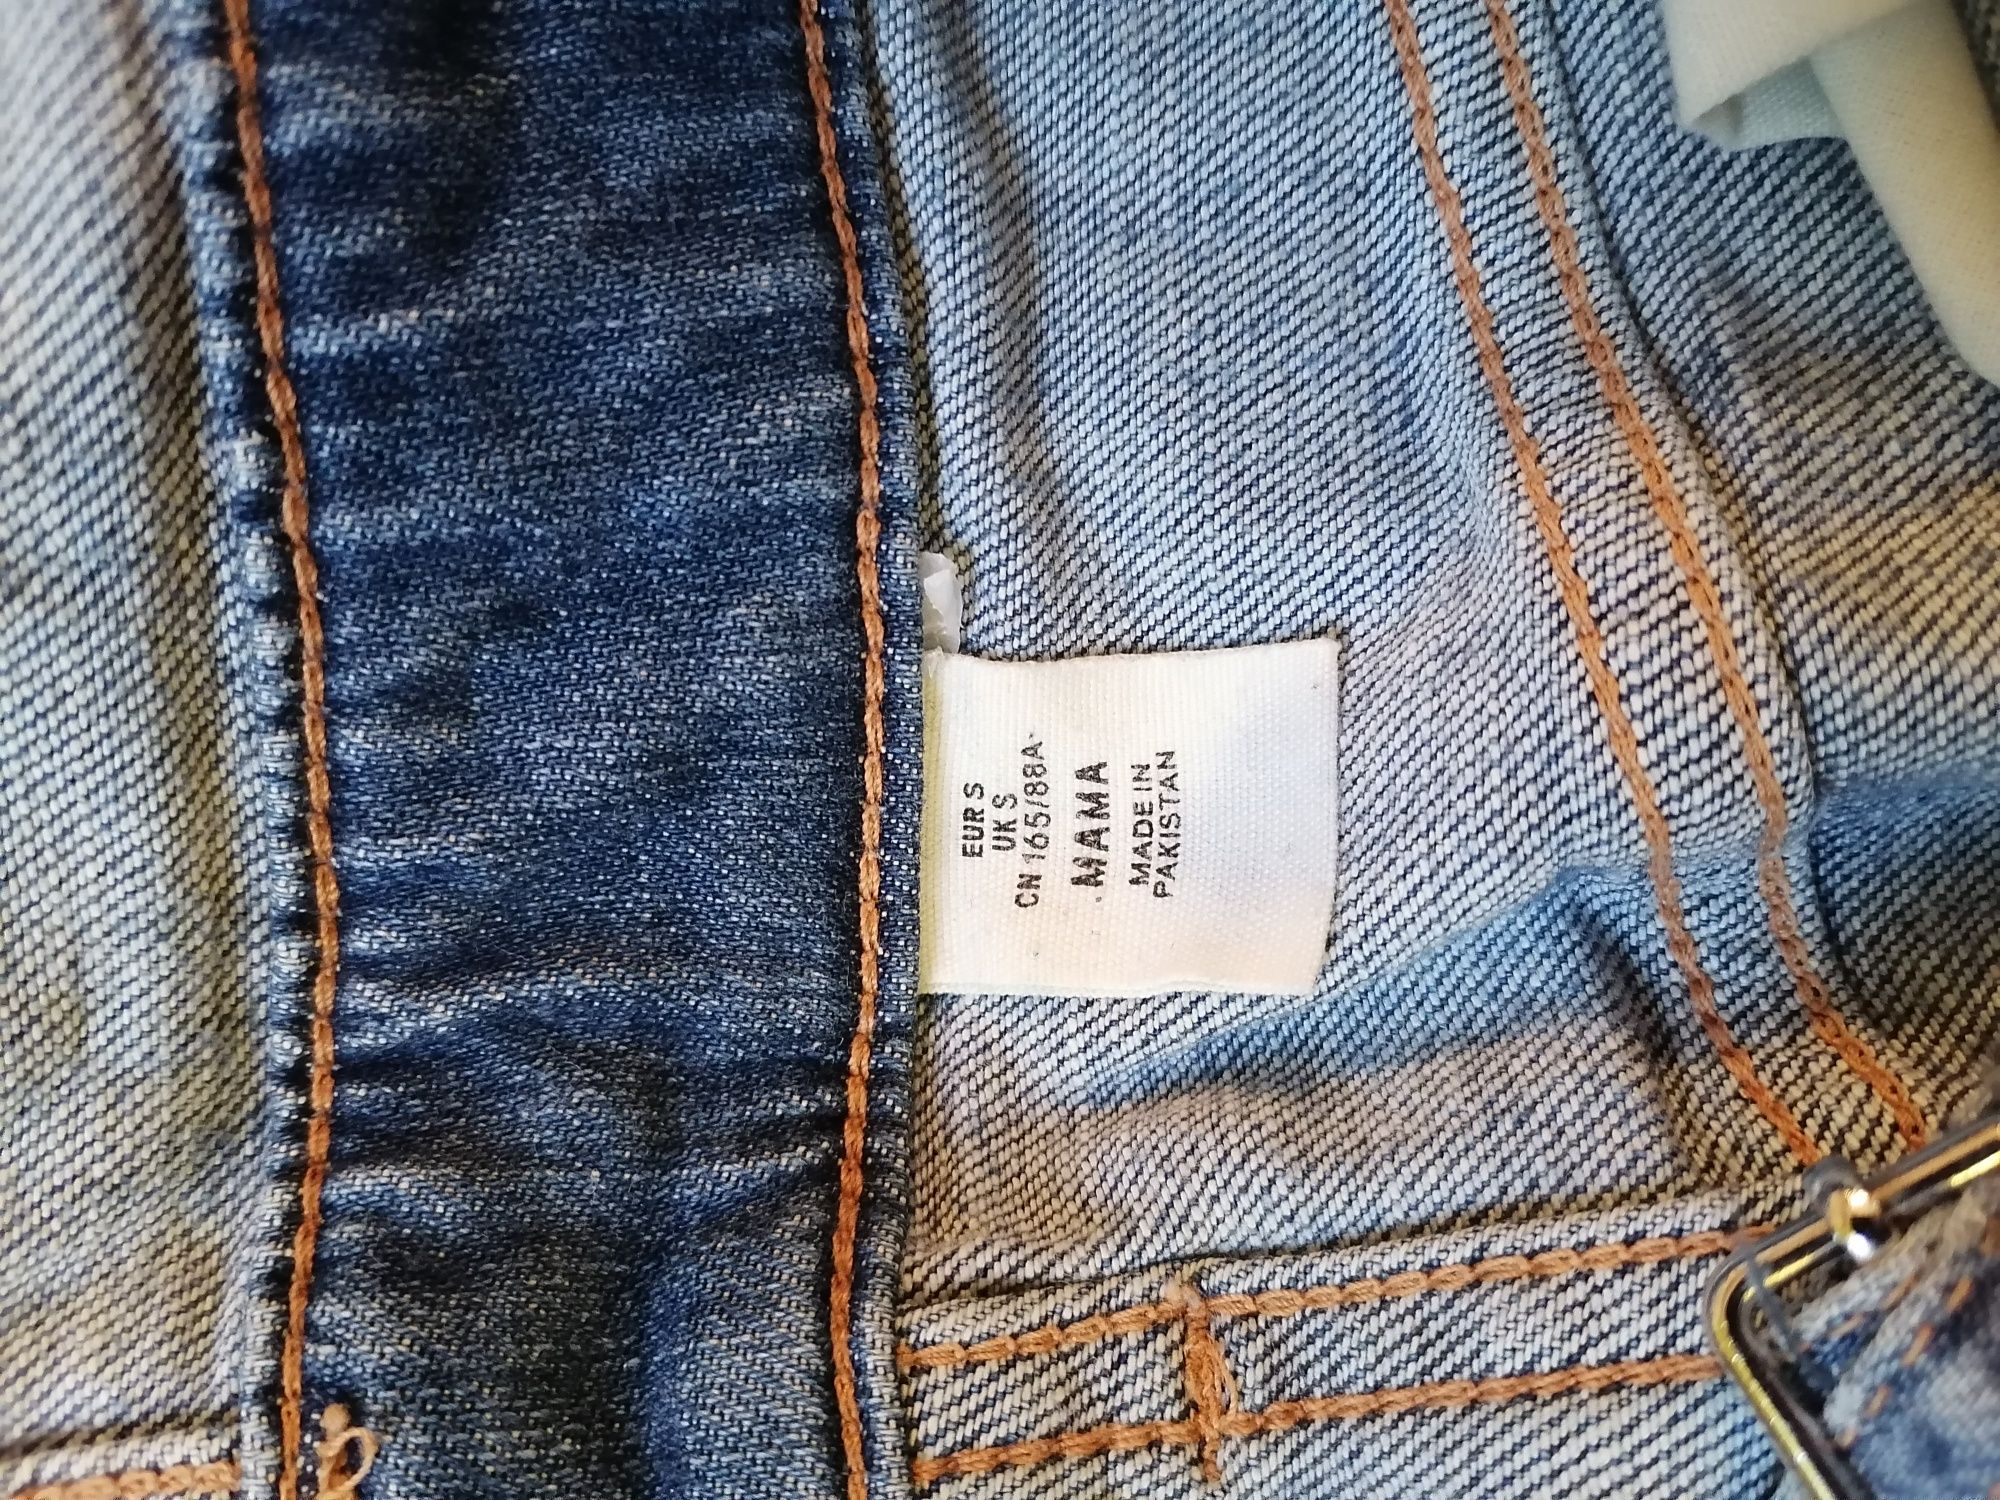 EUR S
UK S
CN 165/88A
.MAMA
MADE IN
PAKISTAN